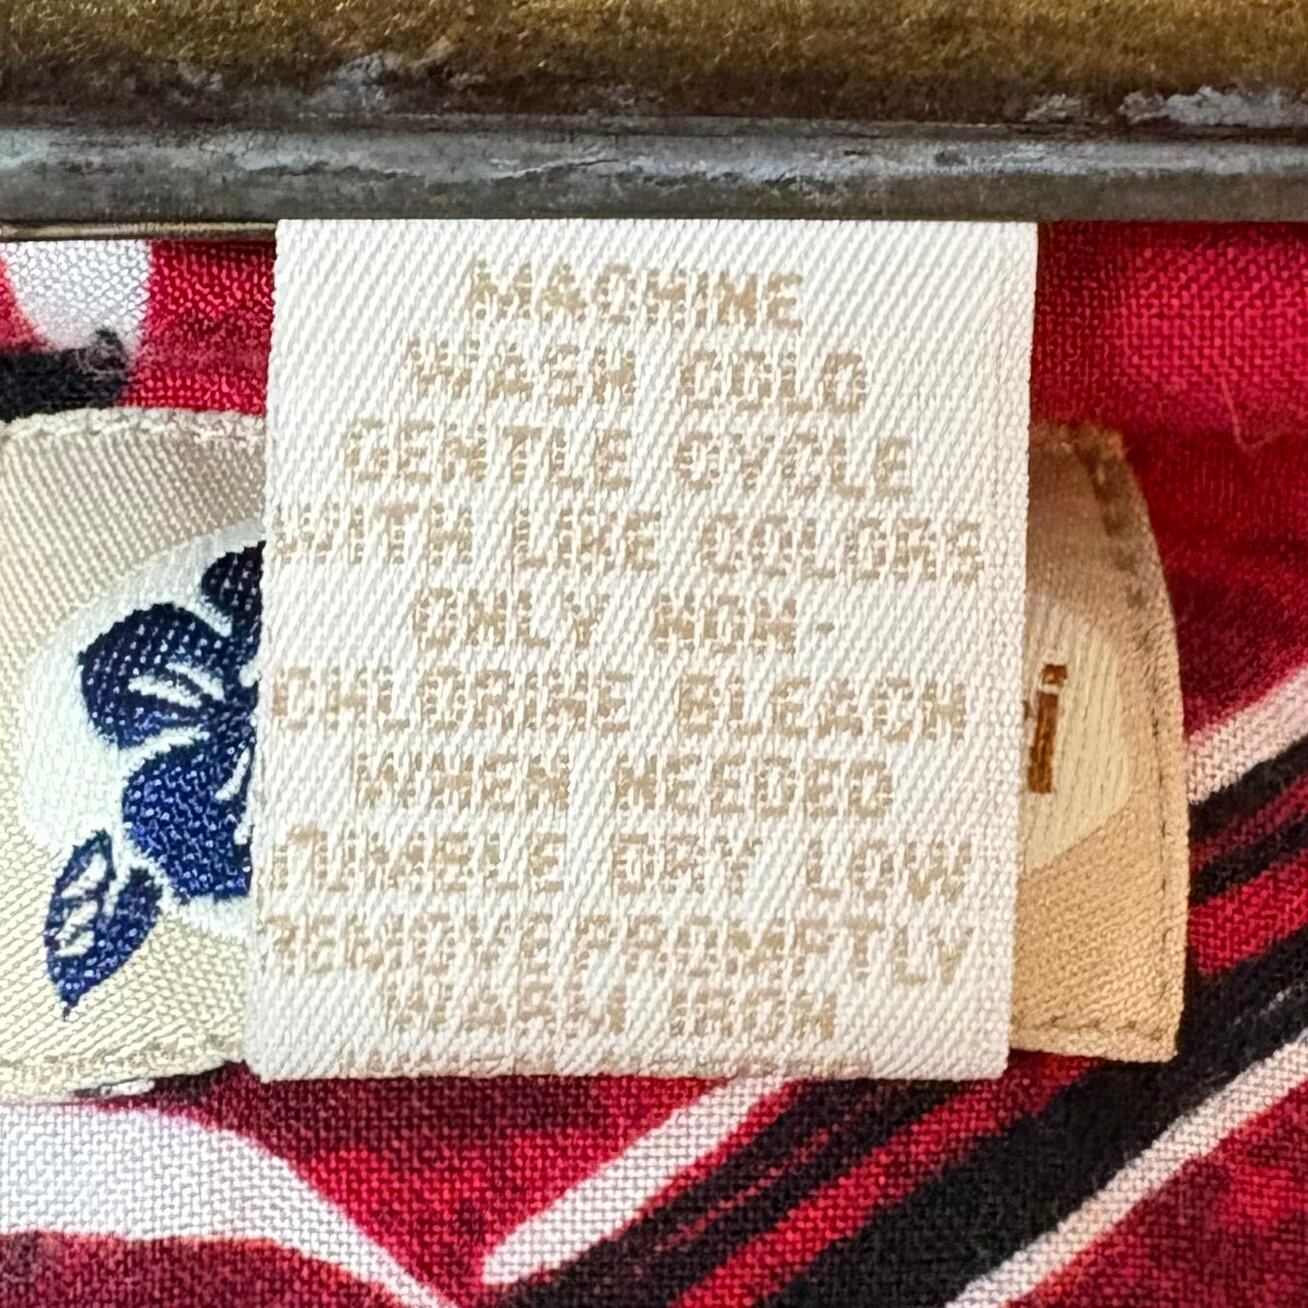 MACHINE
WASH COLD
GENTLE CYCLE
WITH LIKE COLORS
ONLY NON-
CHLORINE BLEACH
WHEN NEEDED
TUMBLE DRY LOW
REMOVE PROMPTLY
WARM IRON
i